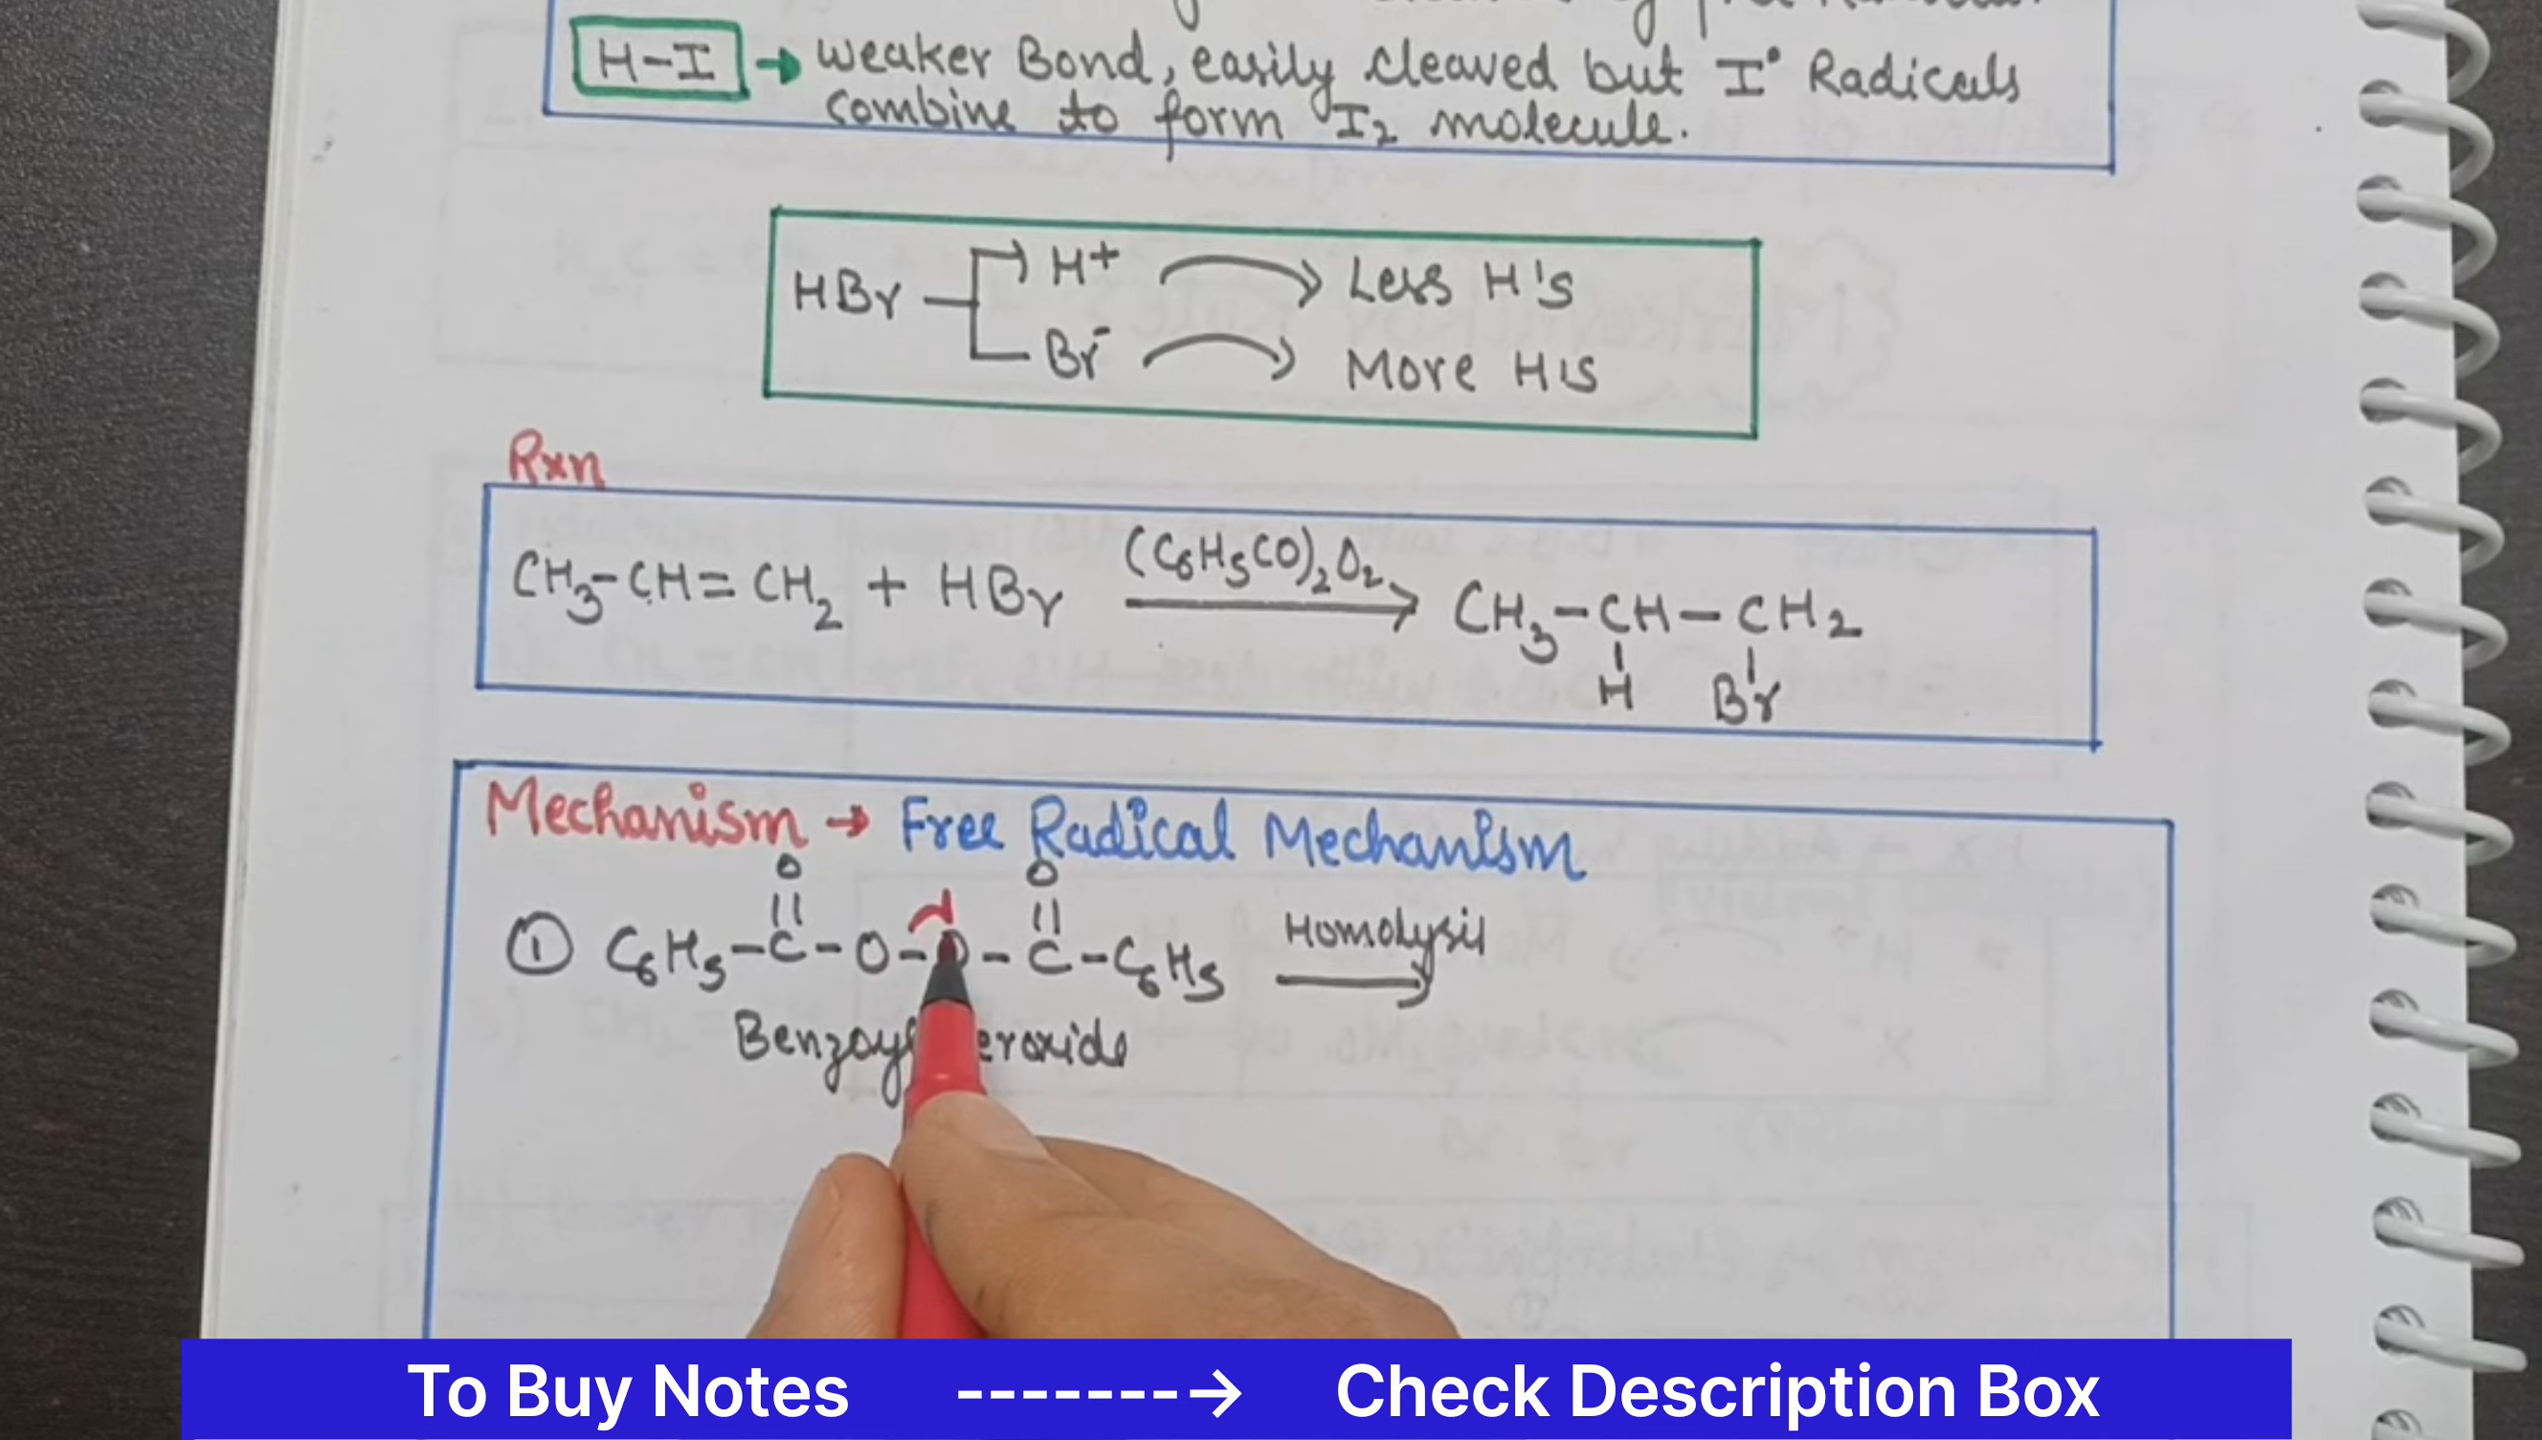 H-I → weaker Bond, easily cleaved but I• Radicals
combine to form I₂ molecule.
HBr
H+ Less H's
Br⁻ More H's
Rxn
CH₃-CH=CH₂ + HBr (C₆H₅CO)₂O₂ → CH₃-CH-CH₂
H Br
Mechanism → Free Radical Mechanism
O O
① C₆H₅-C-O-O-C-C₆H₅ Homolysis →
Benzoyl eroxide
To Buy Notes -------→ Check Description Box